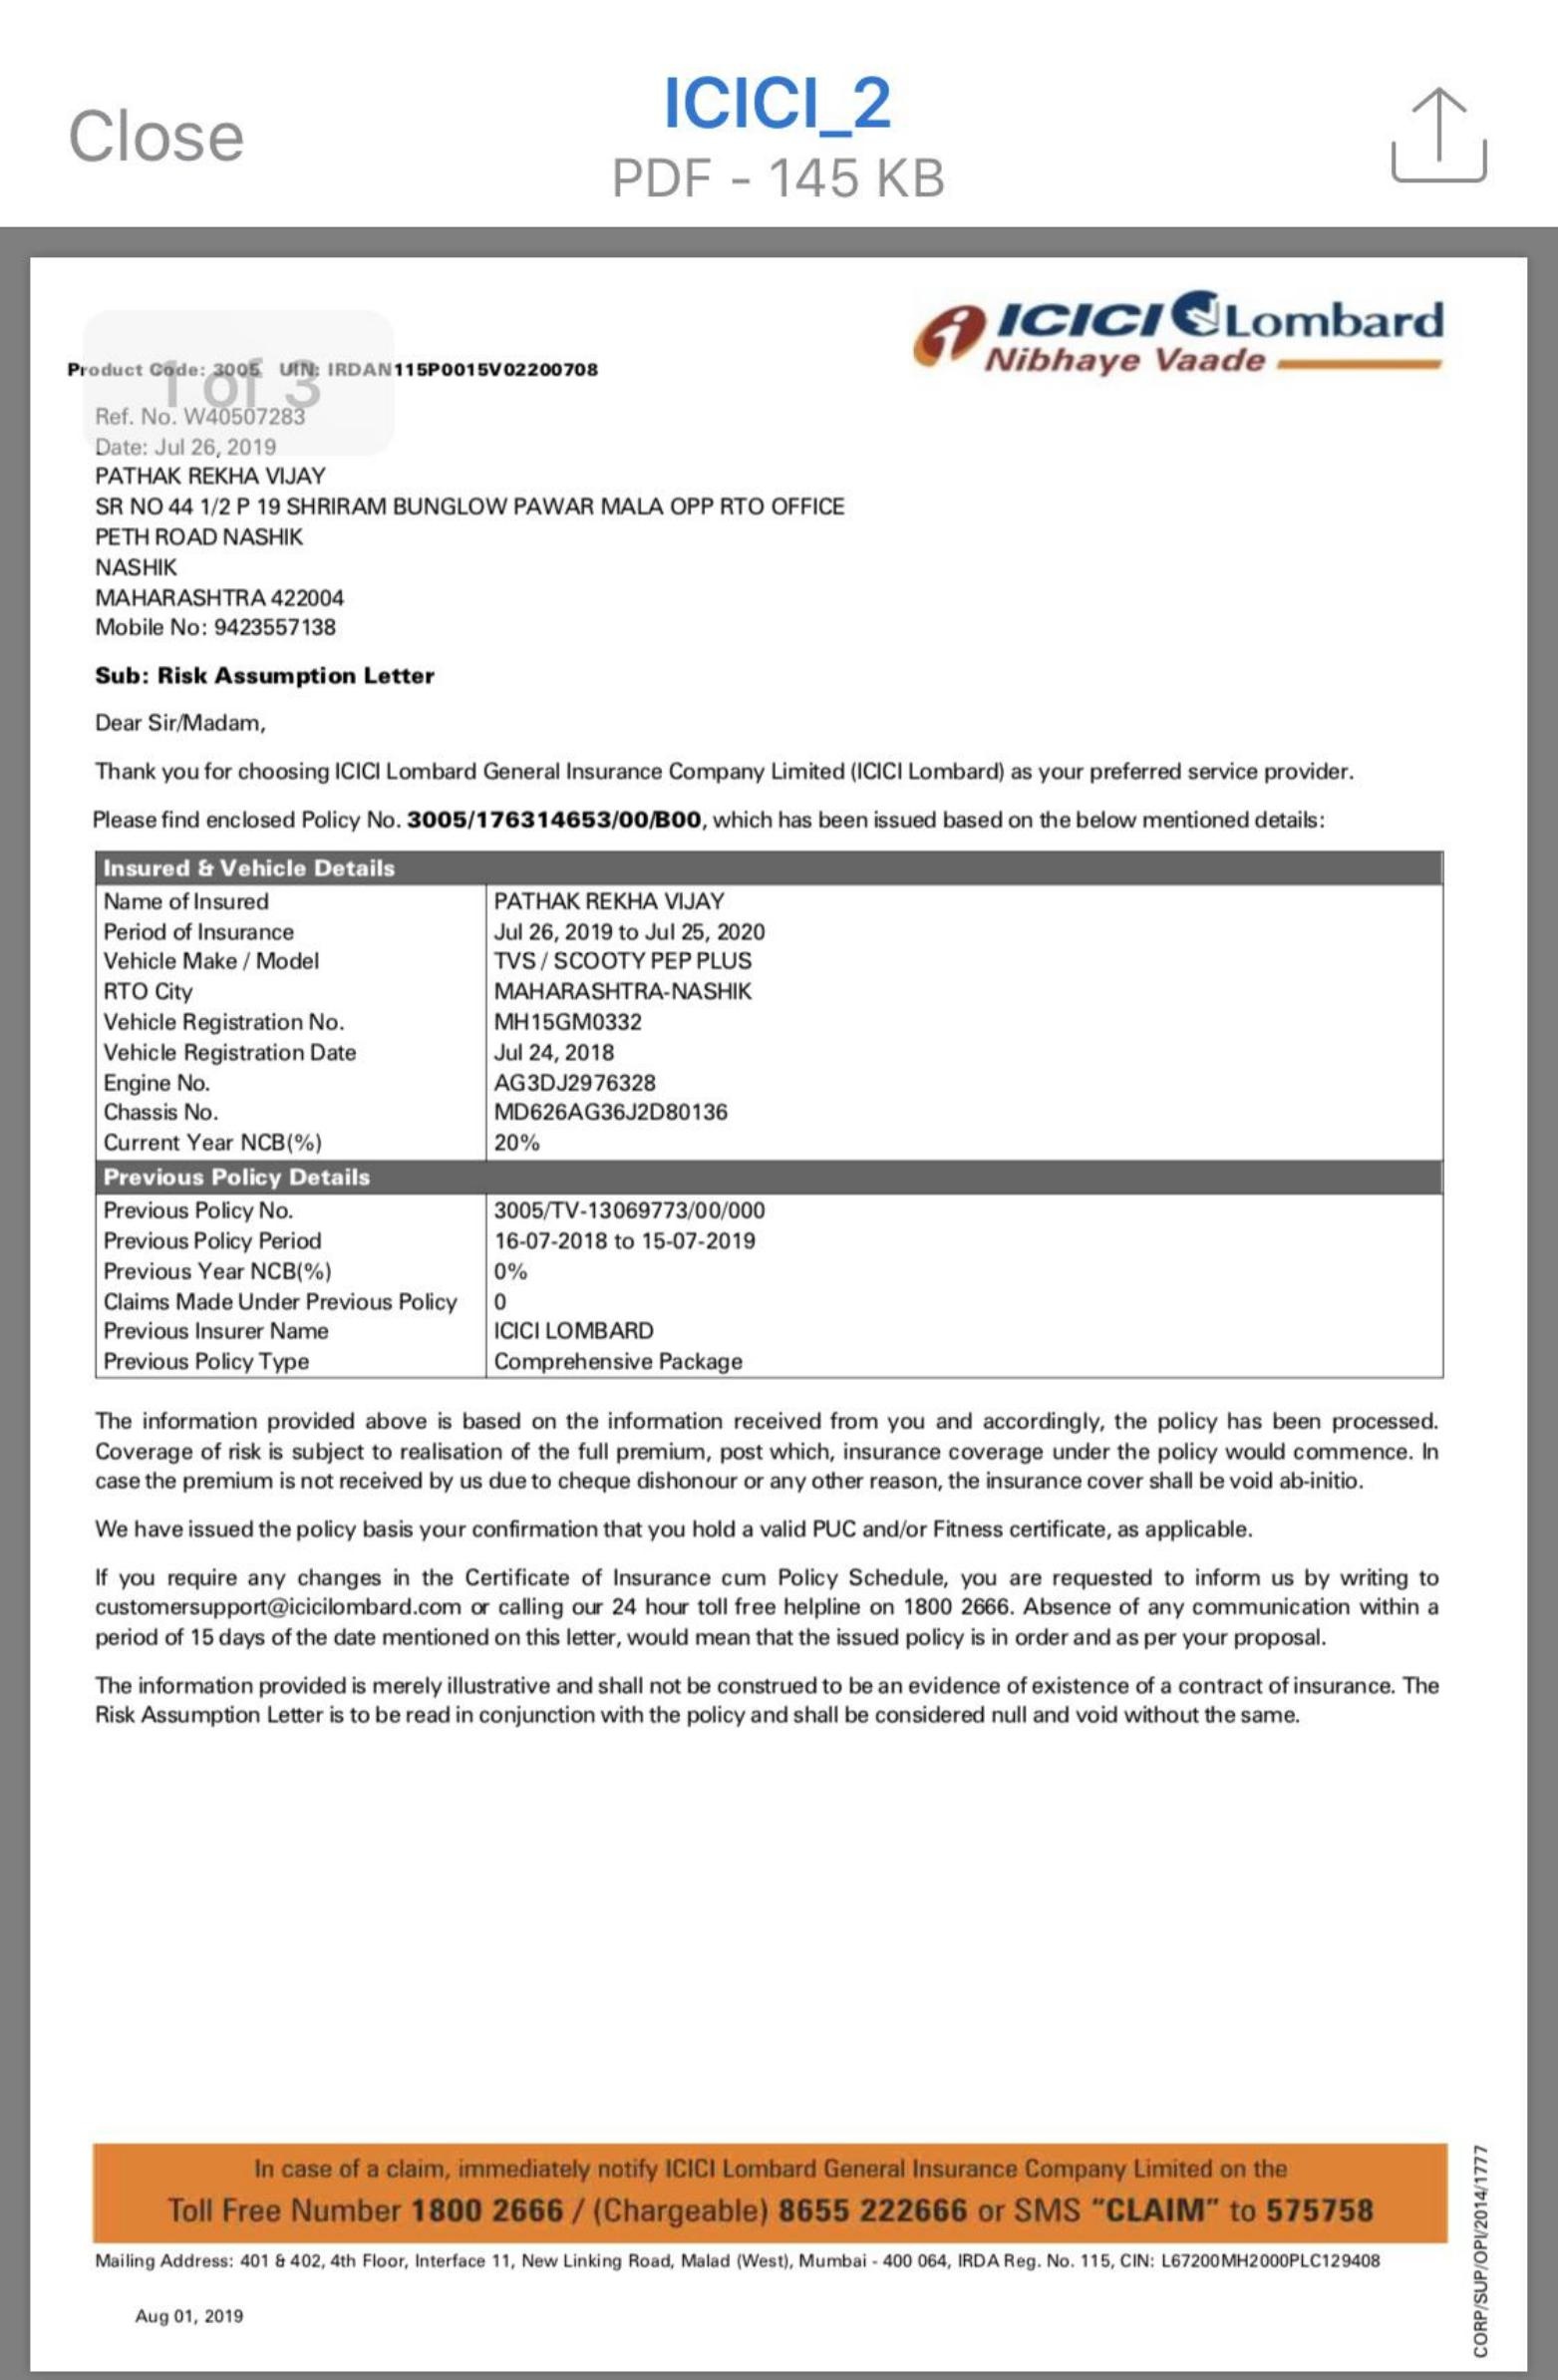 Close
ICICI_2
PDF - 145 KB
ICICI Lombard
Nibhaye Vaade
1 of 3
Product Code: 3005 UIN: IRDAN115P0015V02200708
Ref. No. W40507283
Date: Jul 26, 2019
PATHAK REKHA VIJAY
SR NO 44 1/2 P 19 SHRIRAM BUNGLOW PAWAR MALA OPP RTO OFFICE
PETH ROAD NASHIK
NASHIK
MAHARASHTRA 422004
Mobile No: 9423557138
Sub: Risk Assumption Letter
Dear Sir/Madam,
Thank you for choosing ICICI Lombard General Insurance Company Limited (ICICI Lombard) as your preferred service provider.
Please find enclosed Policy No. 3005/176314653/00/B00, which has been issued based on the below mentioned details:
Insured & Vehicle Details
Name of Insured PATHAK REKHA VIJAY
Period of Insurance Jul 26, 2019 to Jul 25, 2020
Vehicle Make / Model TVS / SCOOTY PEP PLUS
RTO City MAHARASHTRA-NASHIK
Vehicle Registration No. MH15GM0332
Vehicle Registration Date Jul 24, 2018
Engine No. AG3DJ2976328
Chassis No. MD626AG36J2D80136
Current Year NCB(%) 20%
Previous Policy Details
Previous Policy No. 3005/TV-13069773/00/000
Previous Policy Period 16-07-2018 to 15-07-2019
Previous Year NCB(%) 0%
Claims Made Under Previous Policy 0
Previous Insurer Name ICICI LOMBARD
Previous Policy Type Comprehensive Package
The information provided above is based on the information received from you and accordingly, the policy has been processed.
Coverage of risk is subject to realisation of the full premium, post which, insurance coverage under the policy would commence. In
case the premium is not received by us due to cheque dishonour or any other reason, the insurance cover shall be void ab-initio.
We have issued the policy basis your confirmation that you hold a valid PUC and/or Fitness certificate, as applicable.
If you require any changes in the Certificate of Insurance cum Policy Schedule, you are requested to inform us by writing to
customersupport@icicilombard.com or calling our 24 hour toll free helpline on 1800 2666. Absence of any communication within a
period of 15 days of the date mentioned on this letter, would mean that the issued policy is in order and as per your proposal.
The information provided is merely illustrative and shall not be construed to be an evidence of existence of a contract of insurance. The
Risk Assumption Letter is to be read in conjunction with the policy and shall be considered null and void without the same.
In case of a claim, immediately notify ICICI Lombard General Insurance Company Limited on the
Toll Free Number 1800 2666 / (Chargeable) 8655 222666 or SMS “CLAIM” to 575758
Mailing Address: 401 & 402, 4th Floor, Interface 11, New Linking Road, Malad (West), Mumbai - 400 064, IRDA Reg. No. 115, CIN: L67200MH2000PLC129408
Aug 01, 2019
CORP/SUP/OPI/2014/1777